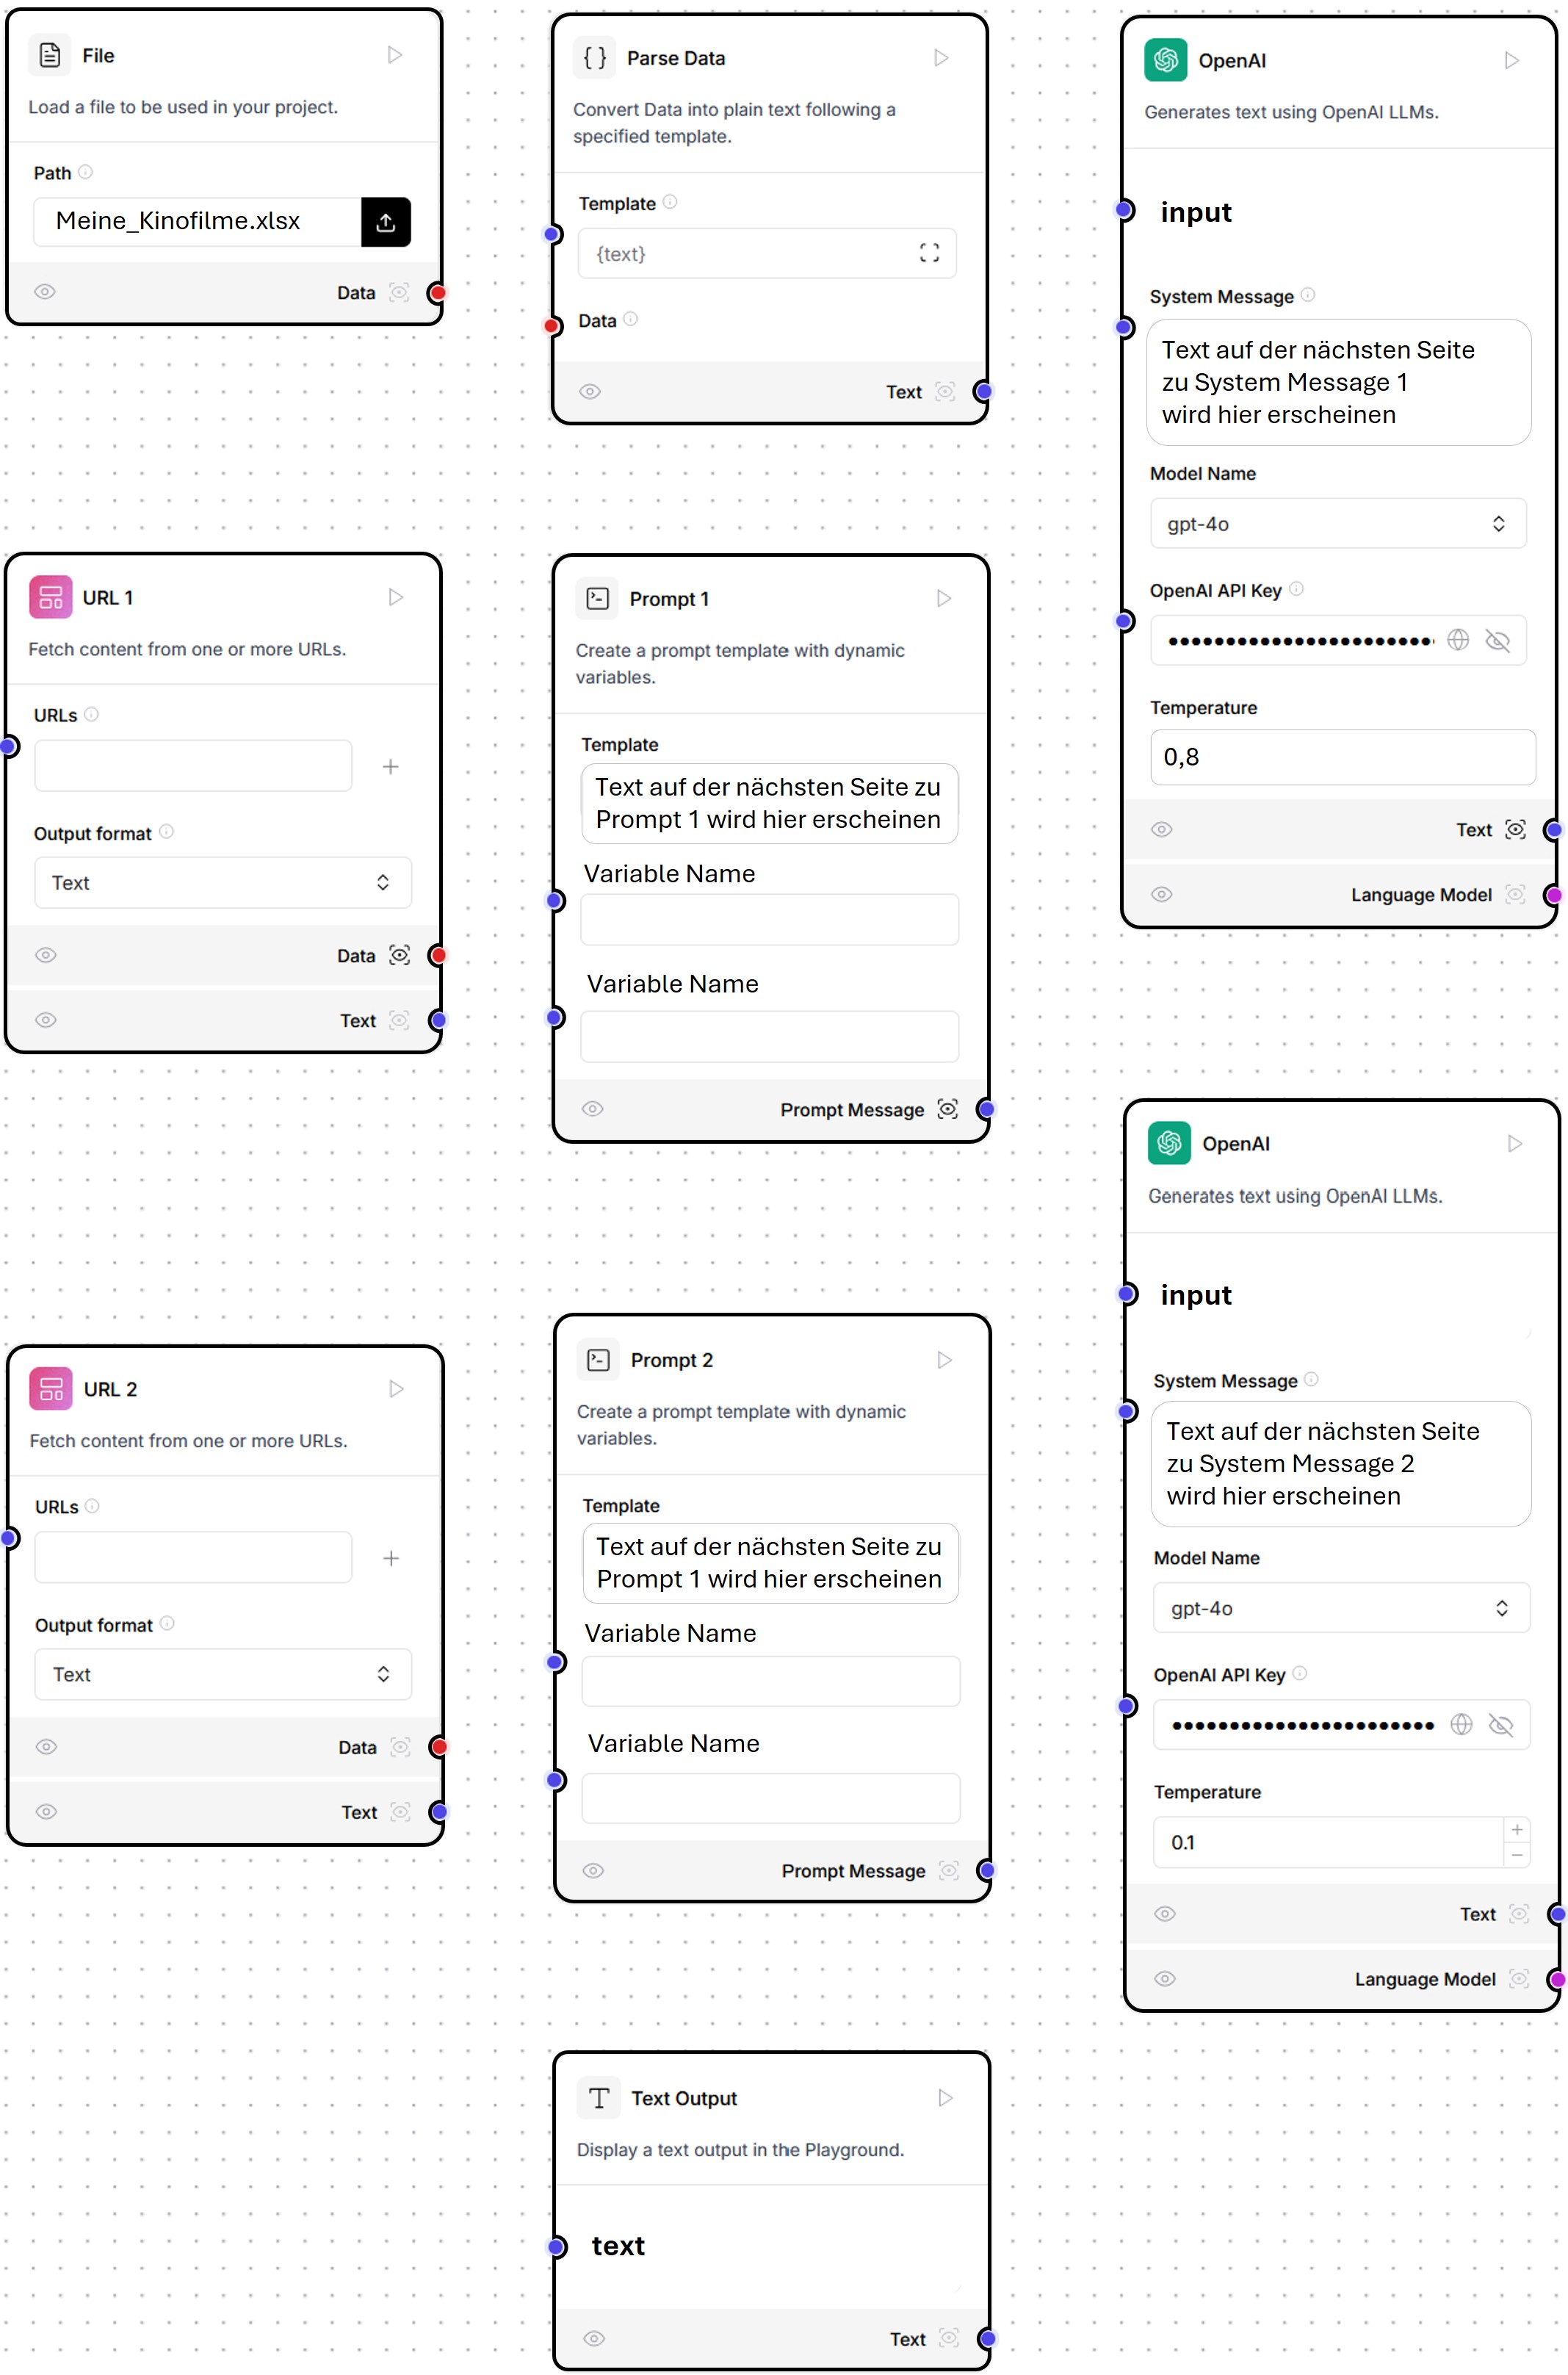 File
Load a file to be used in your project.
Path
Meine_Kinofilme.xlsx
Data
Parse Data
Convert Data into plain text following a
specified template.
Template
{text}
Data
Text
OpenAI
Generates text using OpenAI LLMs.
input
System Message
Text auf der nächsten Seite
zu System Message 1
wird hier erscheinen
Model Name
gpt-4o
OpenAI API Key
Temperature
0,8
Text
Language Model
URL 1
Fetch content from one or more URLs.
URLs
Output format
Text
Data
Text
Prompt 1
Create a prompt template with dynamic
variables.
Template
Text auf der nächsten Seite zu
Prompt 1 wird hier erscheinen
Variable Name
Variable Name
Prompt Message
OpenAI
Generates text using OpenAI LLMs.
input
System Message
Text auf der nächsten Seite
zu System Message 2
wird hier erscheinen
Model Name
gpt-4o
OpenAI API Key
Temperature
0.1
Text
Language Model
URL 2
Fetch content from one or more URLs.
URLs
Output format
Text
Data
Text
Prompt 2
Create a prompt template with dynamic
variables.
Template
Text auf der nächsten Seite zu
Prompt 1 wird hier erscheinen
Variable Name
Variable Name
Prompt Message
Text Output
Display a text output in the Playground.
text
Text